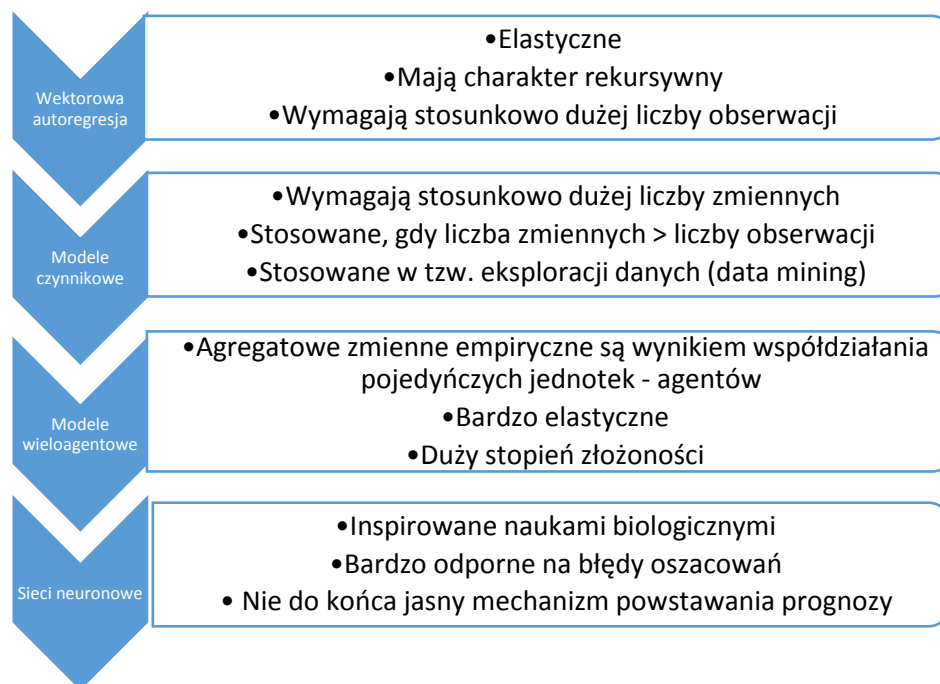 Wektorowa
autoregresja
•Elastyczne
•Mają charakter rekursywny
•Wymagają stosunkowo dużej liczby obserwacji
Modele
czynnikowe
•Wymagają stosunkowo dużej liczby zmiennych
•Stosowane, gdy liczba zmiennych > liczby obserwacji
•Stosowane w tzw. eksploracji danych (data mining)
Modele
wieloagentowe
•Agregatowe zmienne empiryczne są wynikiem współdziałania
pojedyńczych jednotek - agentów
•Bardzo elastyczne
•Duży stopień złożoności
Sieci neuronowe
•Inspirowane naukami biologicznymi
•Bardzo odporne na błędy oszacowań
• Nie do końca jasny mechanizm powstawania prognozy